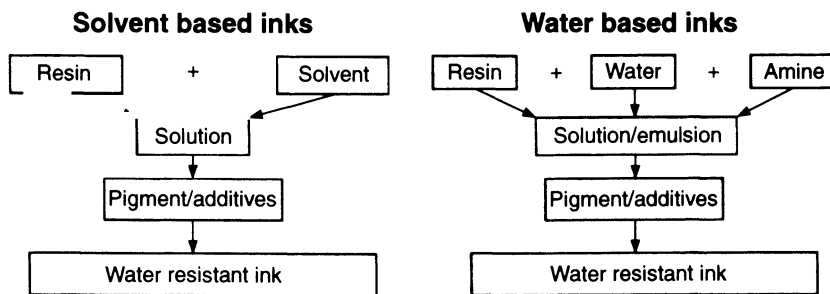 Solvent based inks
Resin + Solvent
Solution
Pigment/additives
Water resistant ink
Water based inks
Resin + Water + Amine
Solution/emulsion
Pigment/additives
Water resistant ink